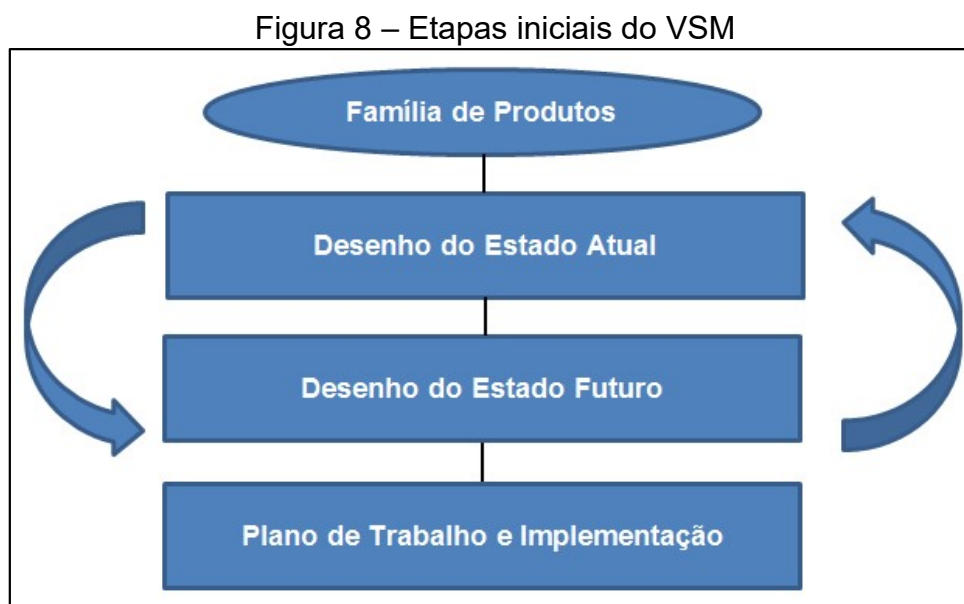 Figura 8 – Etapas iniciais do VSM
Família de Produtos
Desenho do Estado Atual
Desenho do Estado Futuro
Plano de Trabalho e Implementação